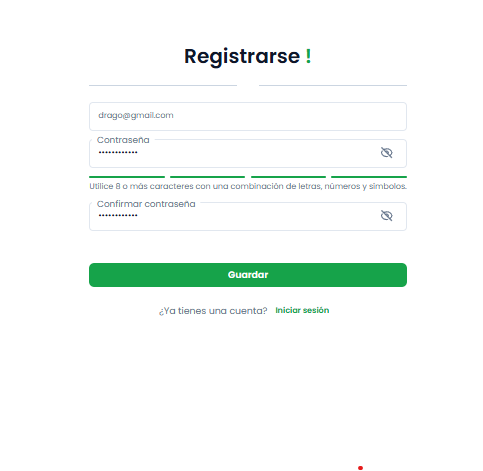 Registrarse !
drago@gmail.com
Contraseña
••••••••••••
Utilice 8 o más caracteres con una combinación de letras, números y símbolos.
Confirmar contraseña
••••••••••••
Guardar
¿Ya tienes una cuenta? Iniciar sesión